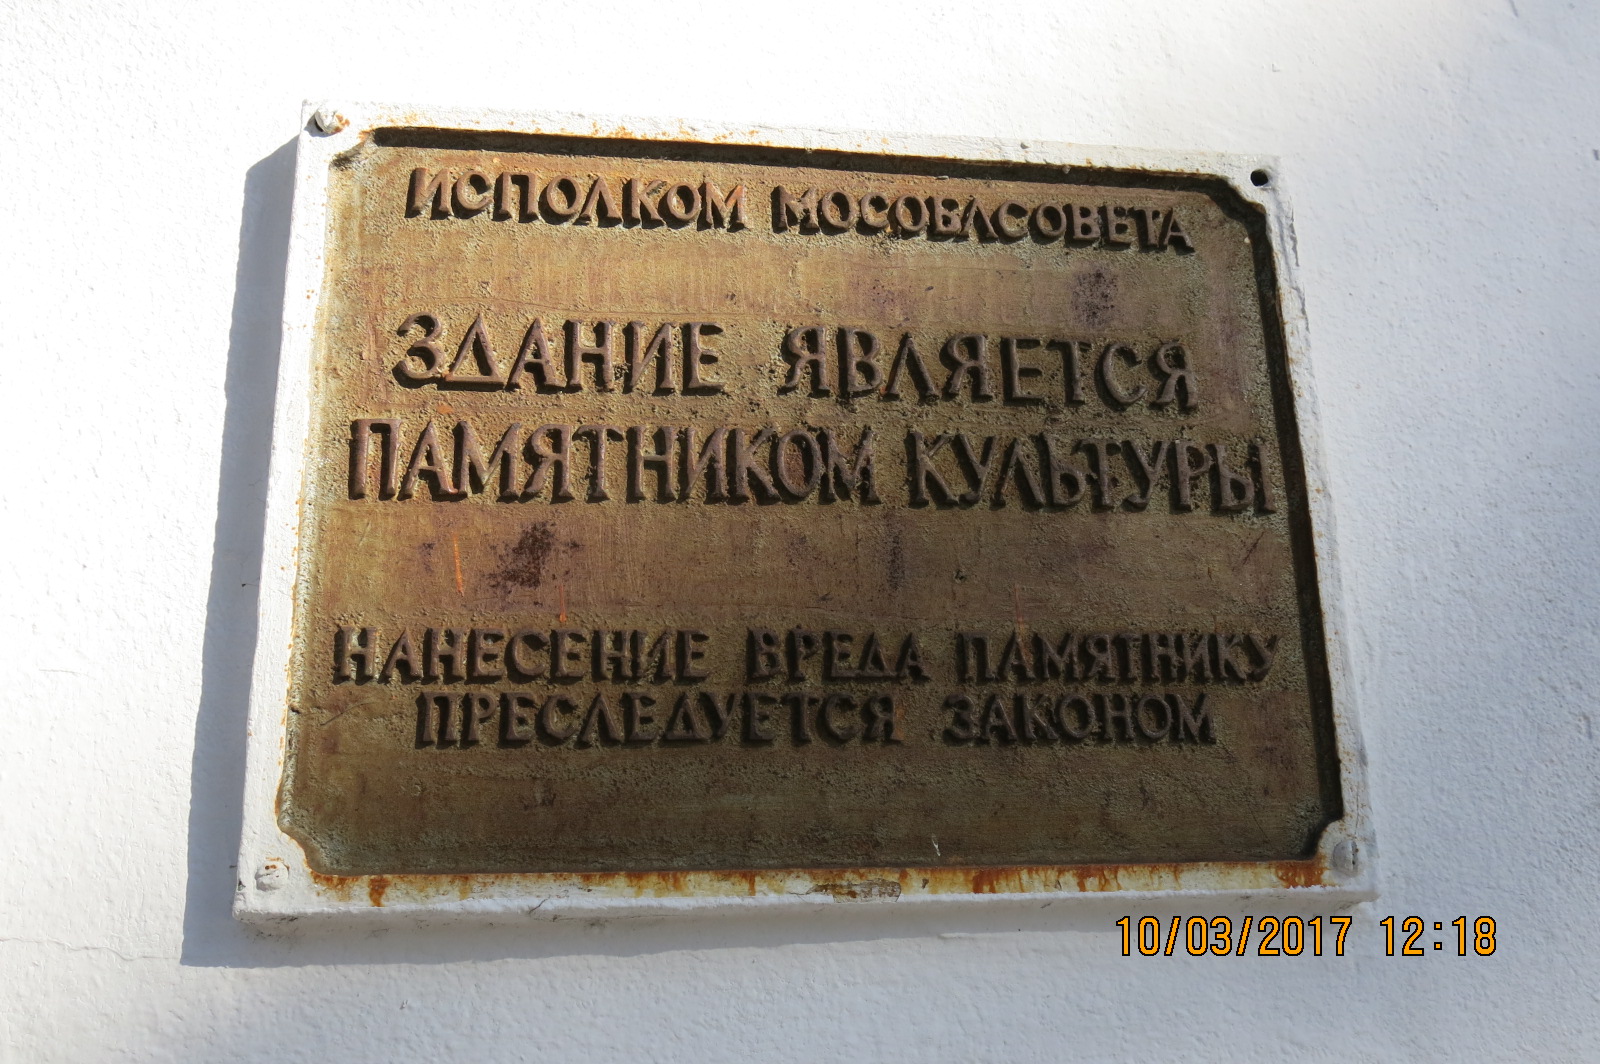 ИСПОЛКОМ МОСОБЛСОВЕТА
ЗДАНИЕ ЯВЛЯЕТСЯ
ПАМЯТНИКОМ КУЛЬТУРЫ
НАНЕСЕНИЕ ВРЕДА ПАМЯТНИКУ
ПРЕСЛЕДУЕТСЯ ЗАКОНОМ
10/03/2017 12:18